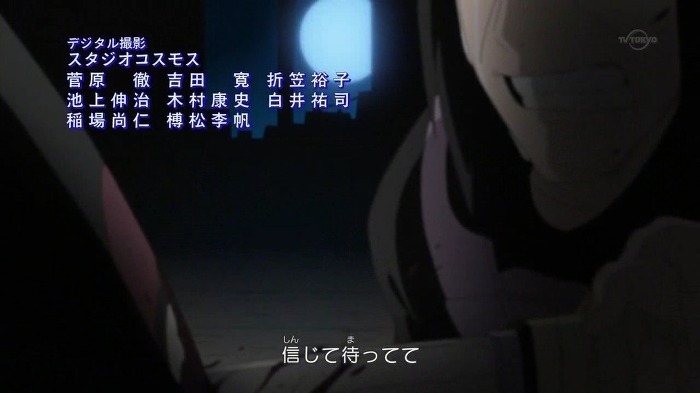 デジタル撮影
スタジオコスモス
菅原 徹 吉田 寛 折笠裕子
池上伸治 木村康史 白井祐司
稲場尚仁 榑松李帆
TV TOKYO
しん ま
信じて待ってて